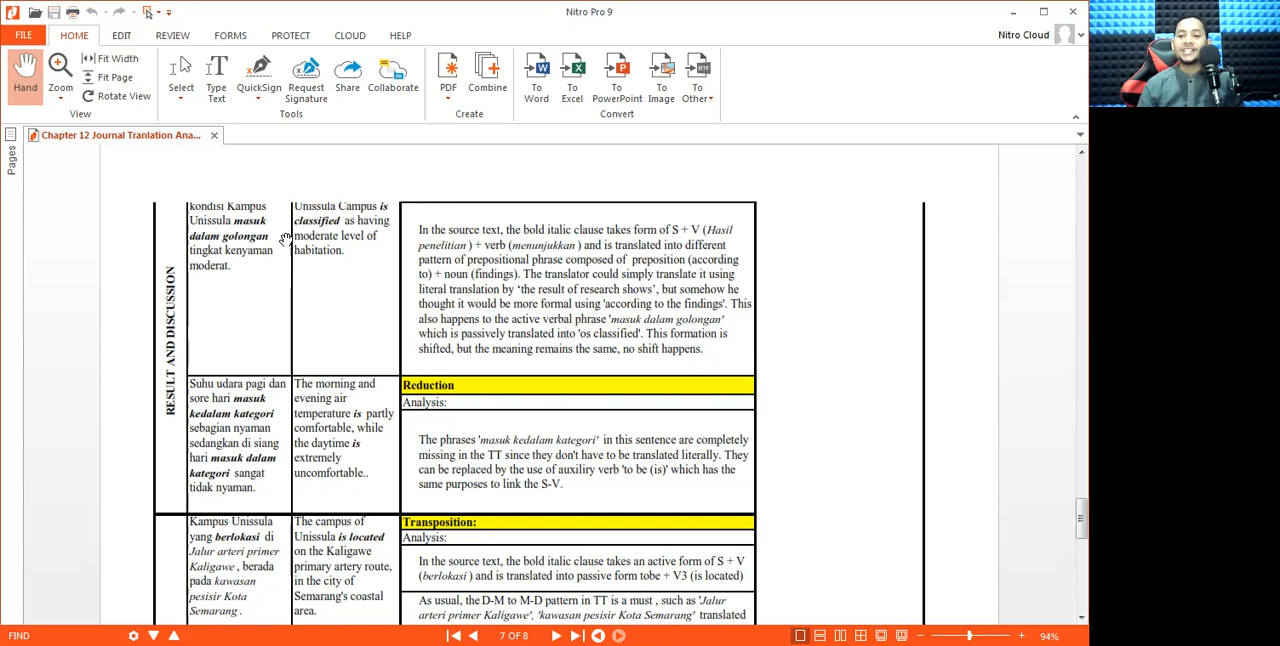 Nitro Pro 9
FILE
HOME
EDIT
REVIEW
FORMS
PROTECT
CLOUD
HELP
Nitro Cloud
Hand
Zoom
Fit Width
Fit Page
Rotate View
View
Select
Type
Text
QuickSign
Request
Signature
Share
Collaborate
Tools
PDF
Combine
Create
To
Word
To
Excel
To
PowerPoint
To
Image
To
Other
Convert
Chapter 12 Journal Tranlation Ana...
Pages
RESULT AND DISCUSSION
kondisi Kampus
Unissula masuk
dalam golongan
tingkat kenyaman
moderat.
Unissula Campus is
classified as having
moderate level of
habitation.
In the source text, the bold italic clause takes form of S + V (Hasil
penelitian ) + verb (menunjukkan ) and is translated into different
pattern of prepositional phrase composed of preposition (according
to) + noun (findings). The translator could simply translate it using
literal translation by ‘the result of research shows’, but somehow he
thought it would be more formal using 'according to the findings'. This
also happens to the active verbal phrase 'masuk dalam golongan'
which is passively translated into 'os classified'. This formation is
shifted, but the meaning remains the same, no shift happens.
Suhu udara pagi dan
sore hari masuk
kedalam kategori
sebagian nyaman
sedangkan di siang
hari masuk dalam
kategori sangat
tidak nyaman.
The morning and
evening air
temperature is partly
comfortable, while
the daytime is
extremely
uncomfortable..
Reduction
Analysis:
The phrases 'masuk kedalam kategori' in this sentence are completely
missing in the TT since they don't have to be translated literally. They
can be replaced by the use of auxiliry verb 'to be (is)' which has the
same purposes to link the S-V.
Kampus Unissula
yang berlokasi di
Jalur arteri primer
Kaligawe , berada
pada kawasan
pesisir Kota
Semarang .
The campus of
Unissula is located
on the Kaligawe
primary artery route,
in the city of
Semarang's coastal
area.
Transposition:
Analysis:
In the source text, the bold italic clause takes an active form of S + V
(berlokasi ) and is translated into passive form tobe + V3 (is located)
As usual, the D-M to M-D pattern in TT is a must , such as 'Jalur
arteri primer Kaligawe', 'kawasan pesisir Kota Semarang' translated
FIND
7 OF 8
94%